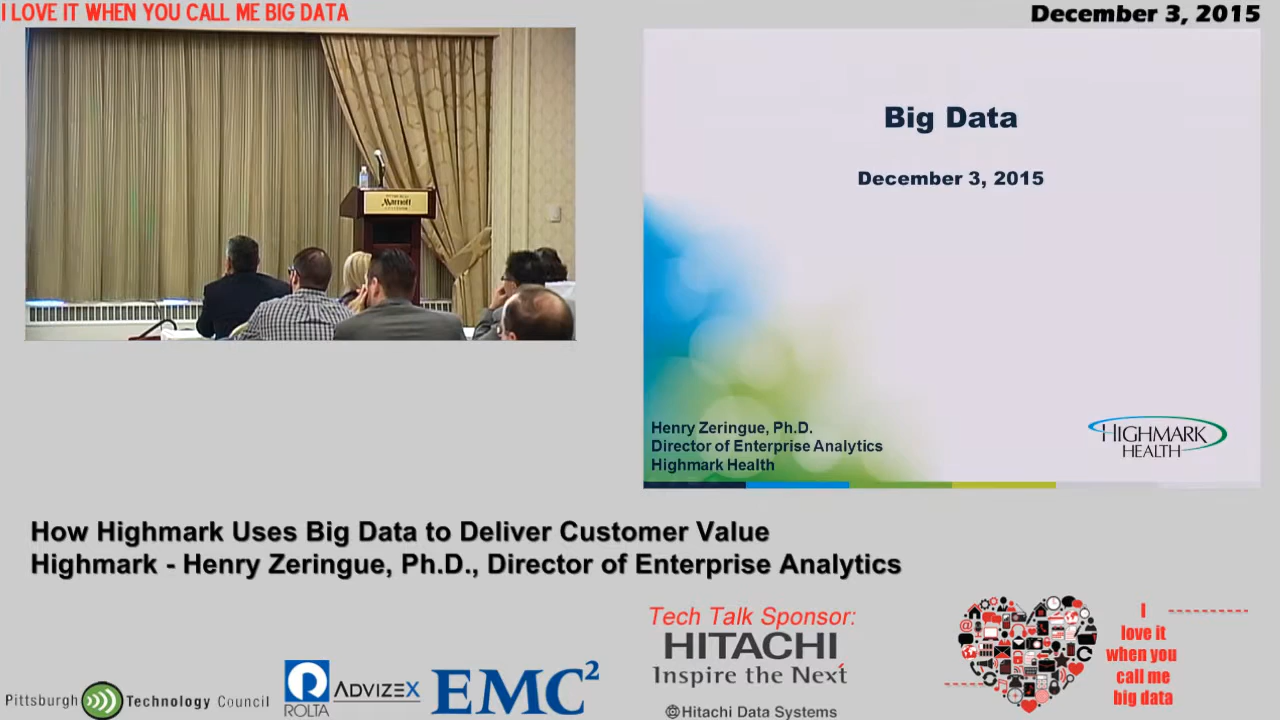 I LOVE IT WHEN YOU CALL ME BIG DATA
December 3, 2015
Marriott
Big Data
December 3, 2015
Henry Zeringue, Ph.D.
Director of Enterprise Analytics
Highmark Health
HIGHMARK
HEALTH
How Highmark Uses Big Data to Deliver Customer Value
Highmark - Henry Zeringue, Ph.D., Director of Enterprise Analytics
Pittsburgh Technology Council
ROLTA
ADVIZEX
EMC²
Tech Talk Sponsor:
HITACHI
Inspire the Next
@Hitachi Data Systems
I
love it
when you
call me
big data